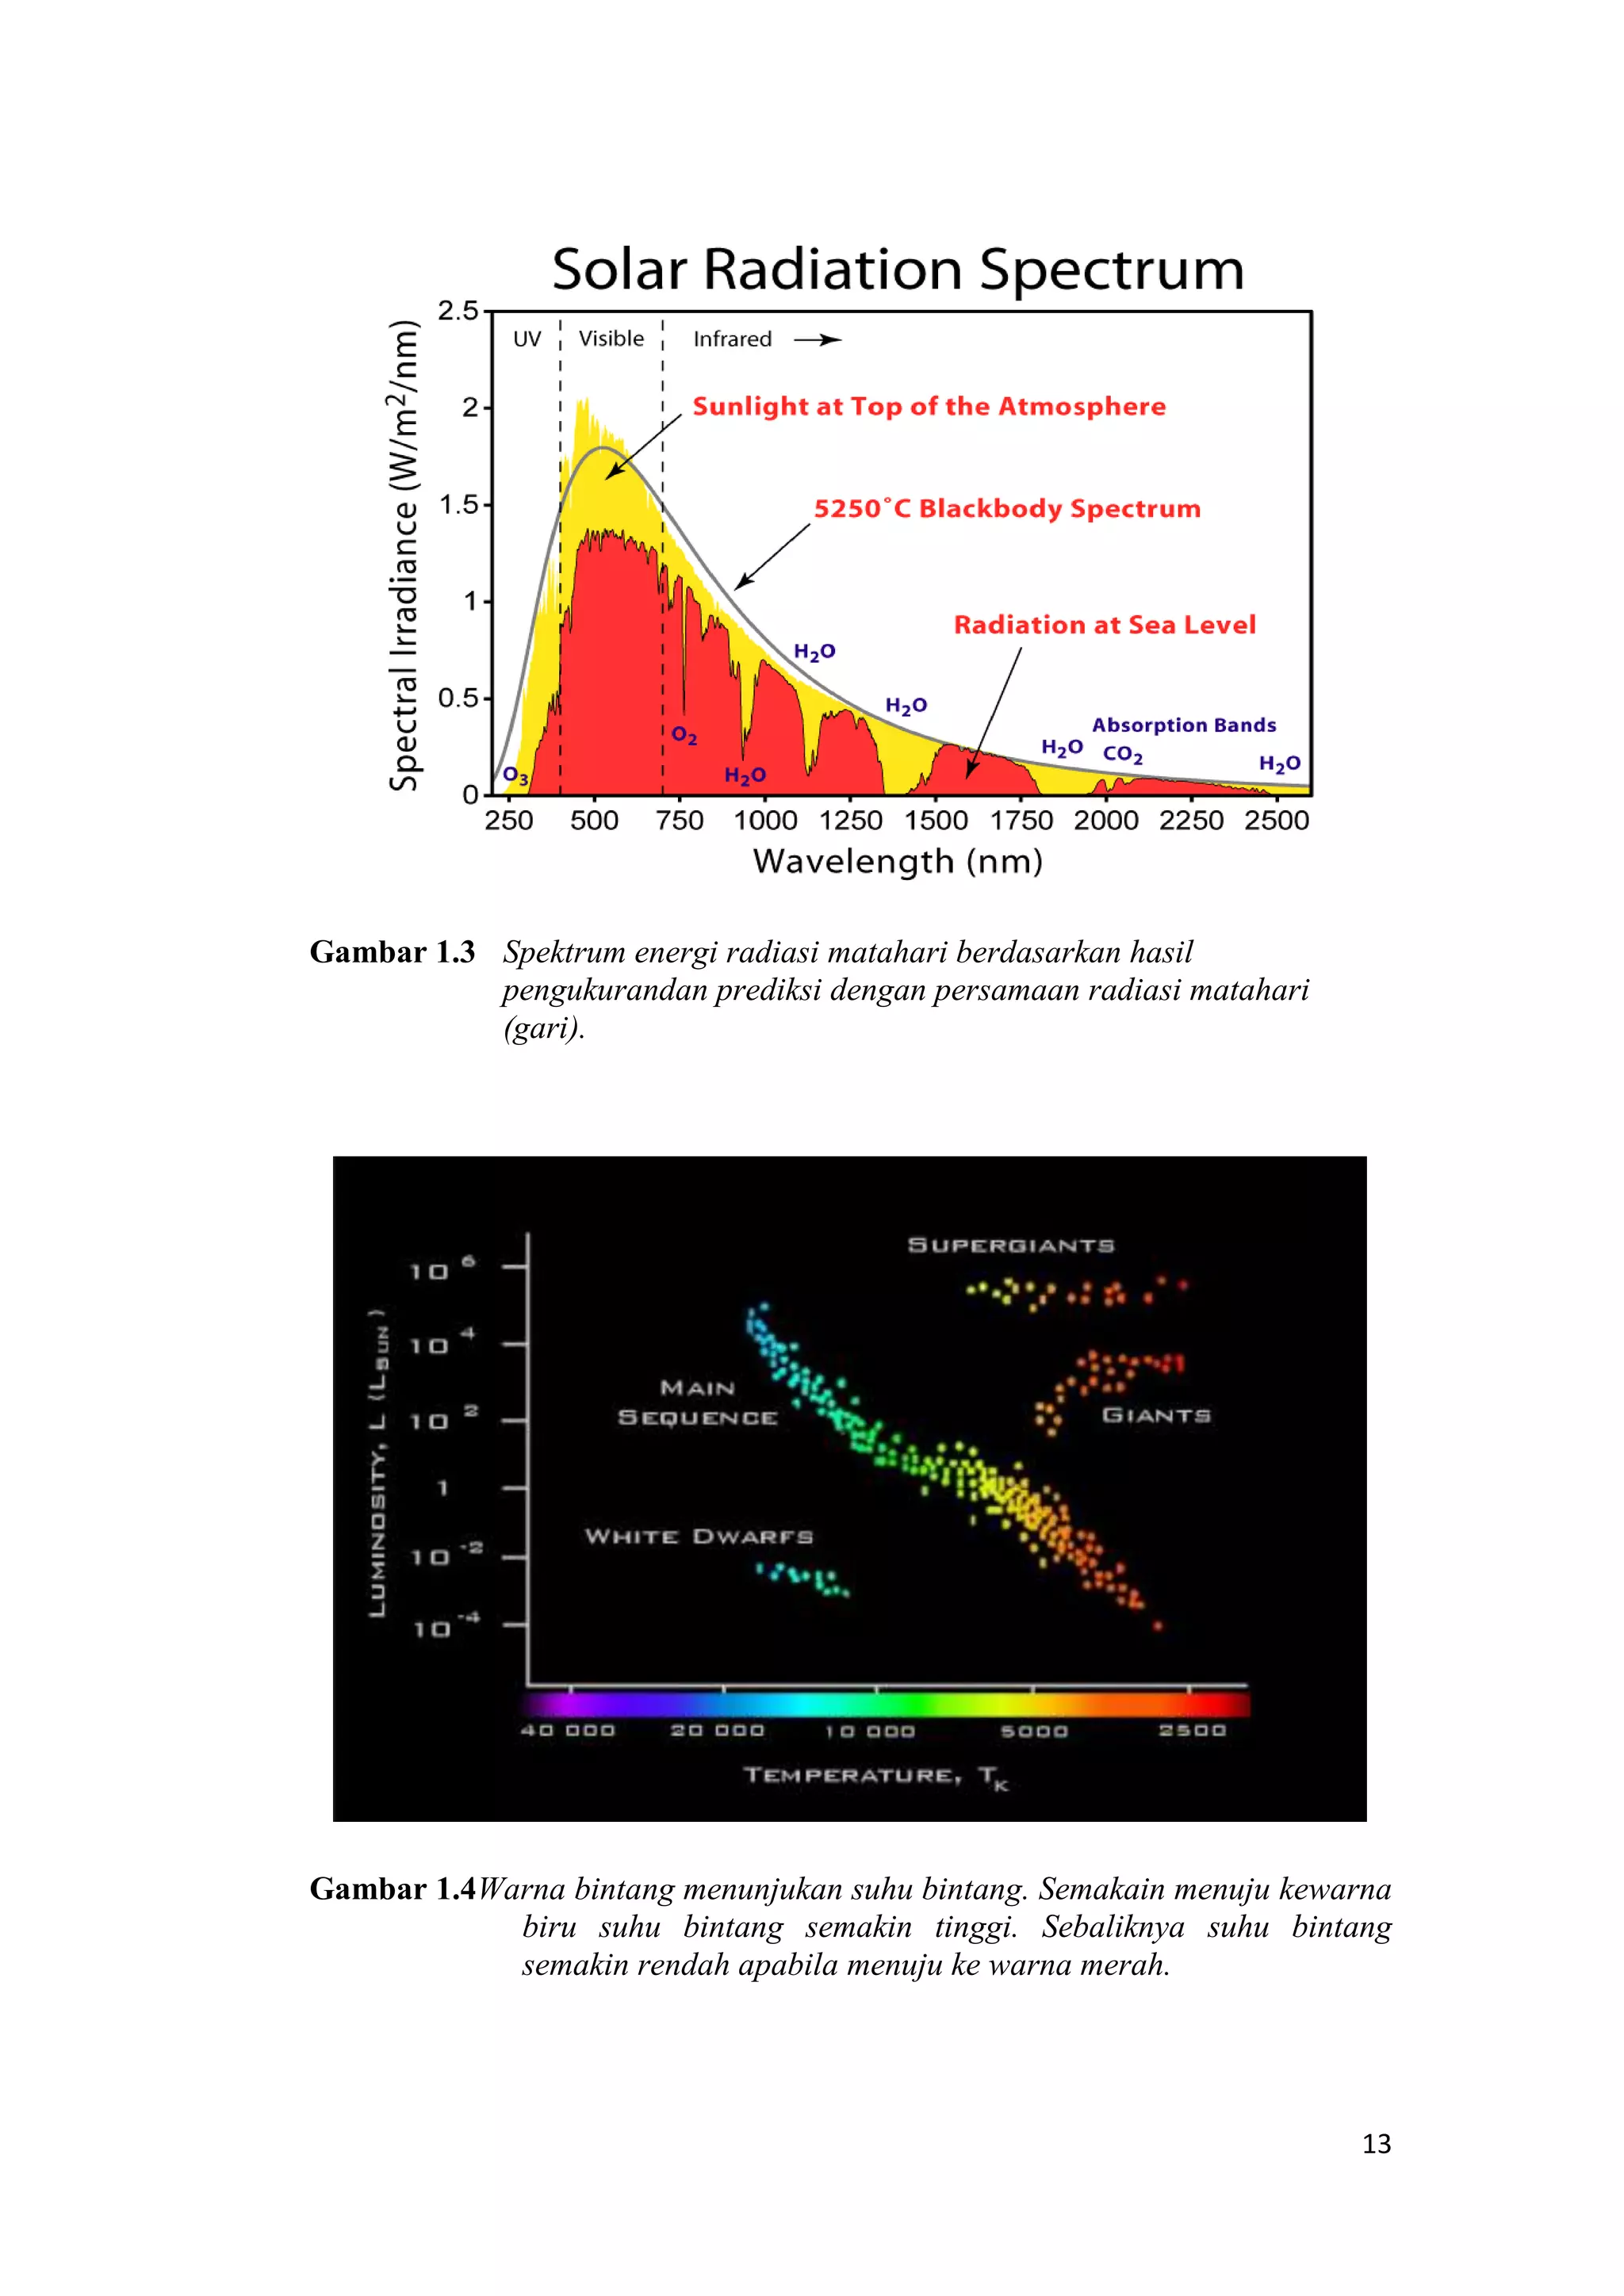 Solar Radiation Spectrum
UV Visible Infrared
2.5
2
1.5
1
0.5
0
Spectral Irradiance (W/m2/nm)
Sunlight at Top of the Atmosphere
5250°C Blackbody Spectrum
Radiation at Sea Level
H2O
H2O
Absorption Bands
O2
H2O CO2 H2O
O3 H2O
250 500 750 1000 1250 1500 1750 2000 2250 2500
Wavelength (nm)
Gambar 1.3 Spektrum energi radiasi matahari berdasarkan hasil
pengukurandan prediksi dengan persamaan radiasi matahari
(gari).
SUPERGIANTS
10 6
10 4
10 2
1
10 -2
10 -4
LUMINOSITY, L (LSUN)
MAIN
SEQUENCE
GIANTS
WHITE DWARFS
40 000 20 000 10 000 5000 2500
TEMPERATURE, TK
Gambar 1.4Warna bintang menunjukan suhu bintang. Semakain menuju kewarna
biru suhu bintang semakin tinggi. Sebaliknya suhu bintang
semakin rendah apabila menuju ke warna merah.
13